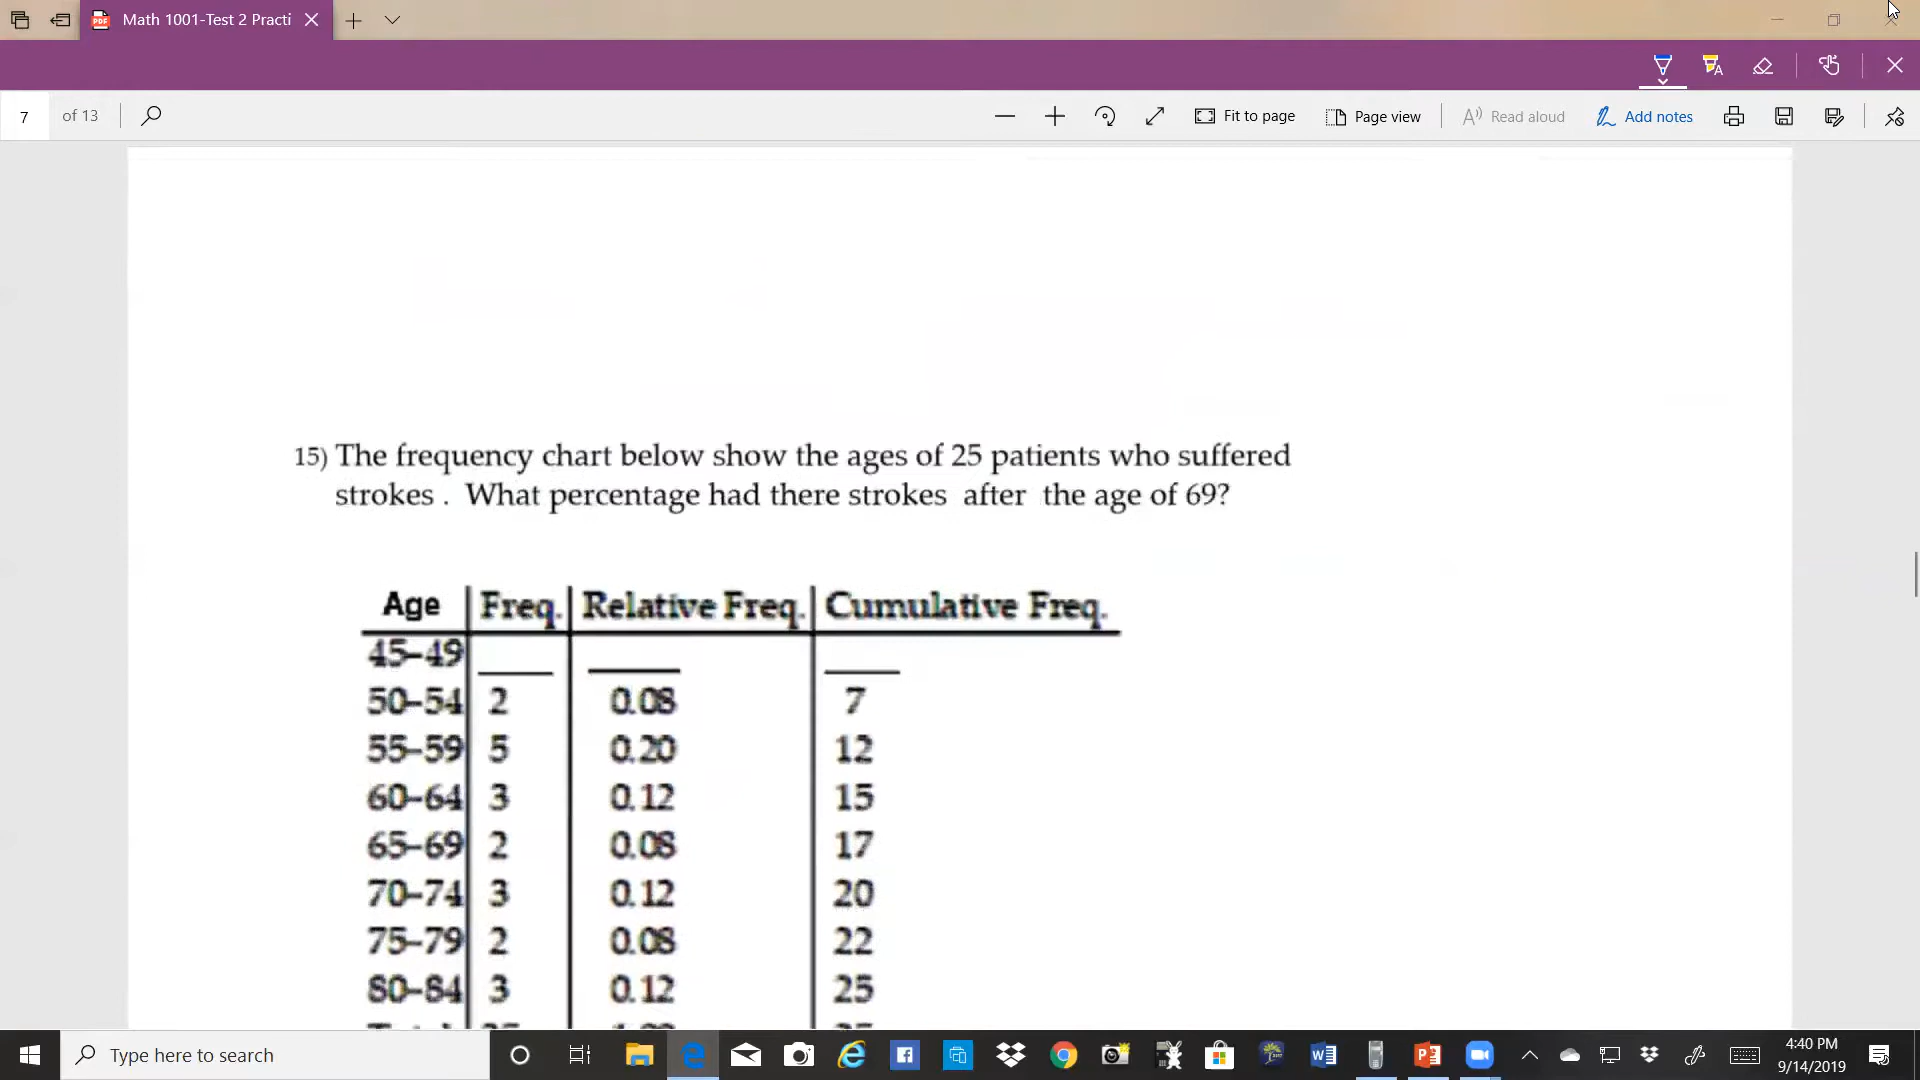 Math 1001-Test 2 Practi
7 of 13
Fit to page
Page view
Read aloud
Add notes
15) The frequency chart below show the ages of 25 patients who suffered
strokes . What percentage had there strokes after the age of 69?
Age Freq. Relative Freq. Cumulative Freq.
45-49 ____ ____ ____
50-54 2 0.08 7
55-59 5 0.20 12
60-64 3 0.12 15
65-69 2 0.08 17
70-74 3 0.12 20
75-79 2 0.08 22
80-84 3 0.12 25
Type here to search
4:40 PM
9/14/2019